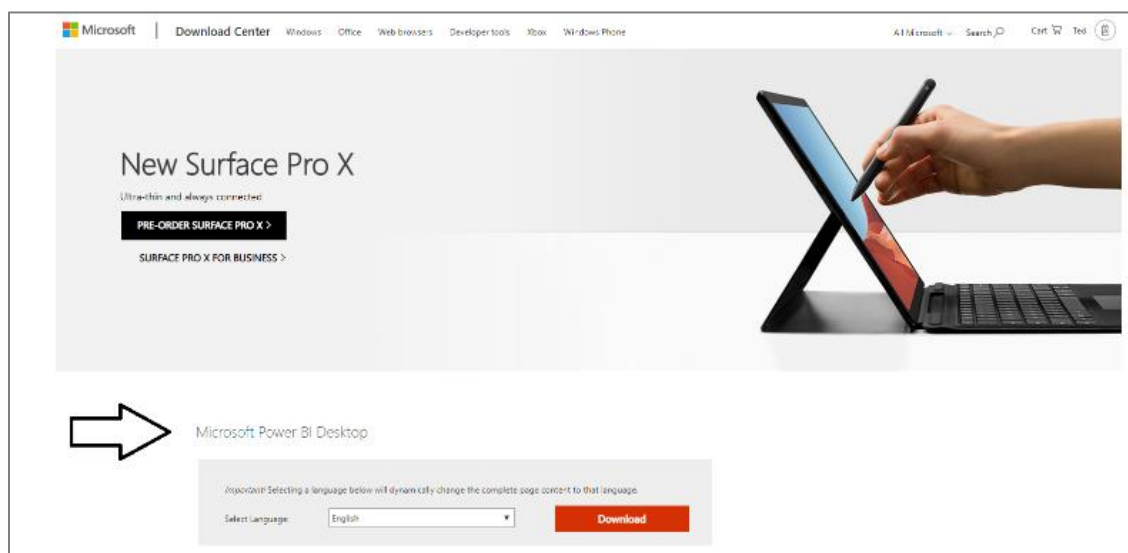 Microsoft | Download Center Windows Office Web browsers Developer tools Xbox Windows Phone All Microsoft Search Cart Ted
New Surface Pro X
Ultra-thin and always connected
PRE-ORDER SURFACE PRO X >
SURFACE PRO X FOR BUSINESS >
Microsoft Power BI Desktop
Important! Selecting a language below will dynamically change the complete page content to that language.
Select Language: English Download